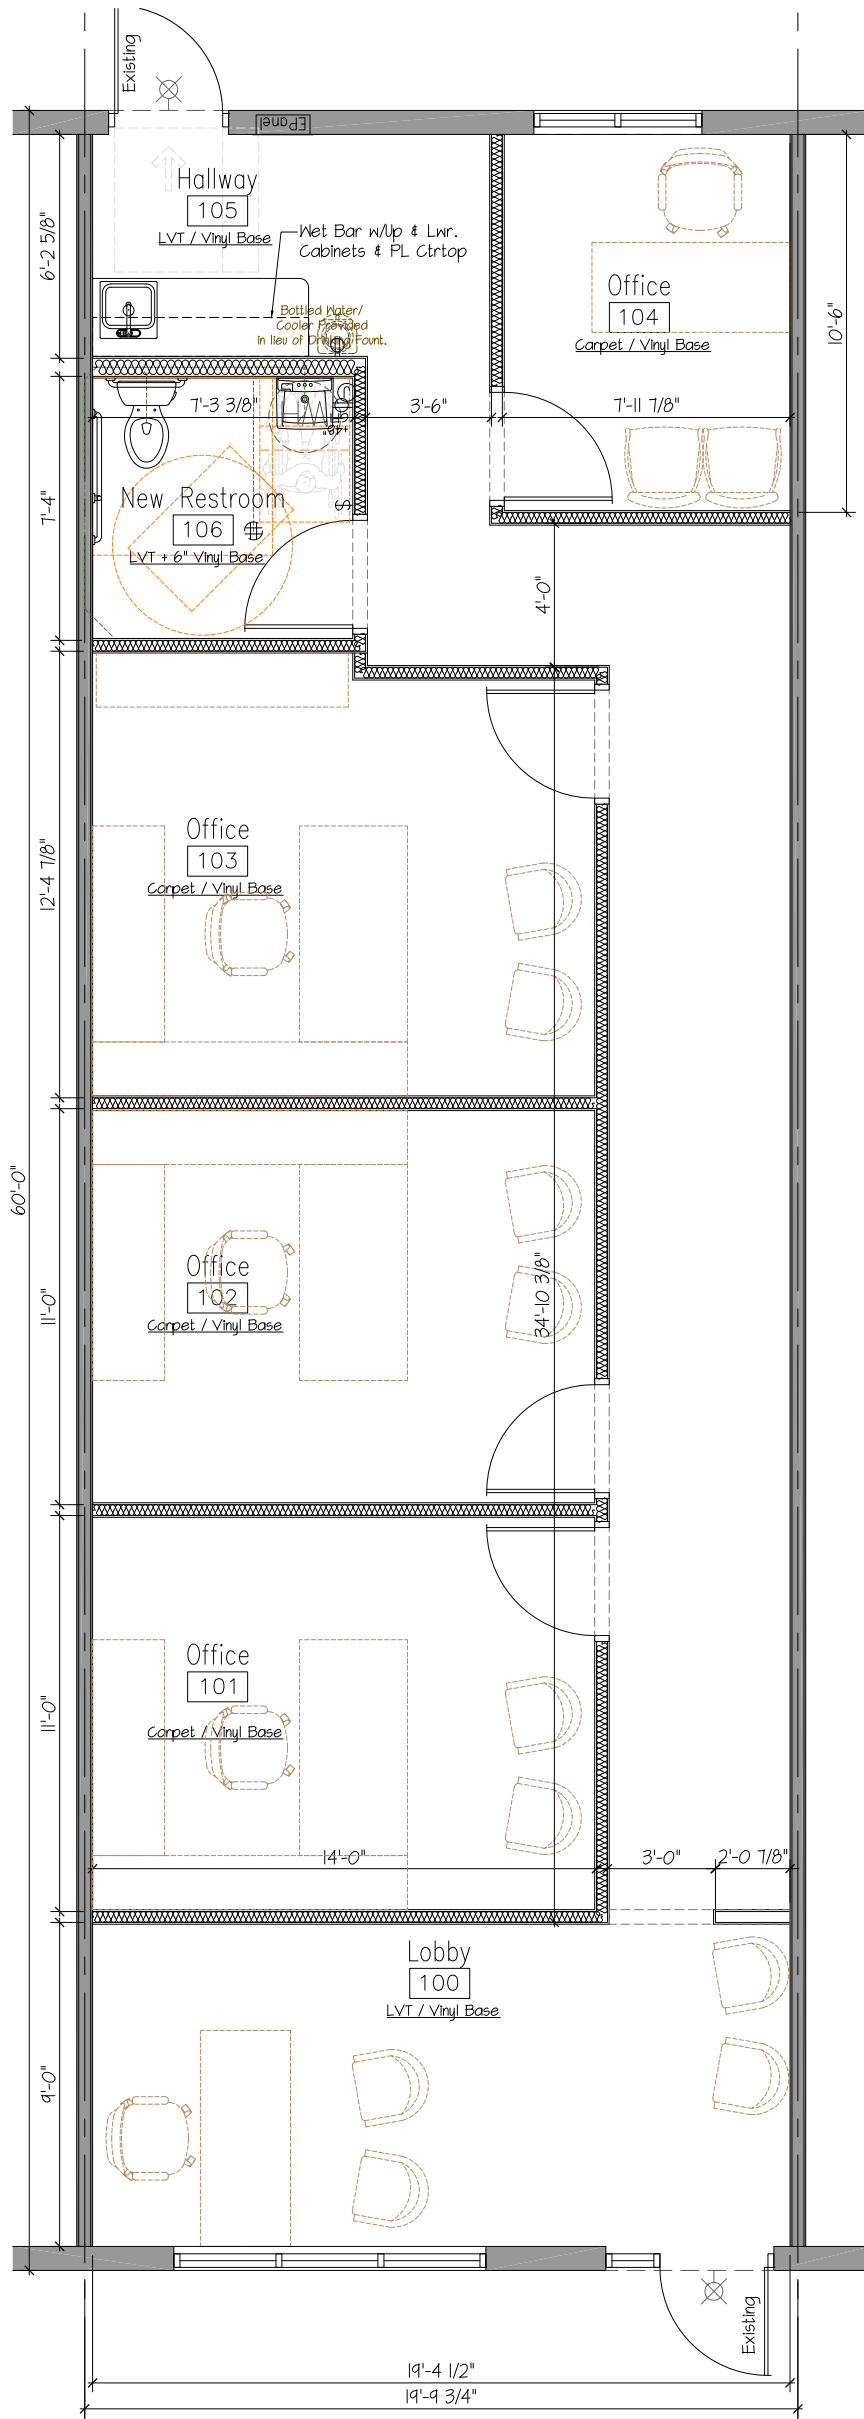 Existing
EPanel
Hallway
105
LVT / Vinyl Base
Wet Bar w/Up & Lwr.
Cabinets & PL Ctrtop
6'-2 5/8"
Office
104
Carpet / Vinyl Base
10'-6"
Bottled Water/
Cooler Provided
in lieu of Drinking Fount.
7'-3 3/8"
3'-6"
7'-11 7/8"
WH
+48"
S
7'-4"
New Restroom
106
LVT + 6" Vinyl Base
4'-0"
Office
103
Carpet / Vinyl Base
12'-4 7/8"
60'-0"
Office
102
Carpet / Vinyl Base
11'-0"
34'-10 3/8"
Office
101
Carpet / Vinyl Base
11'-0"
14'-0"
3'-0"
2'-0 7/8"
Lobby
100
LVT / Vinyl Base
9'-0"
Existing
19'-4 1/2"
19'-9 3/4"